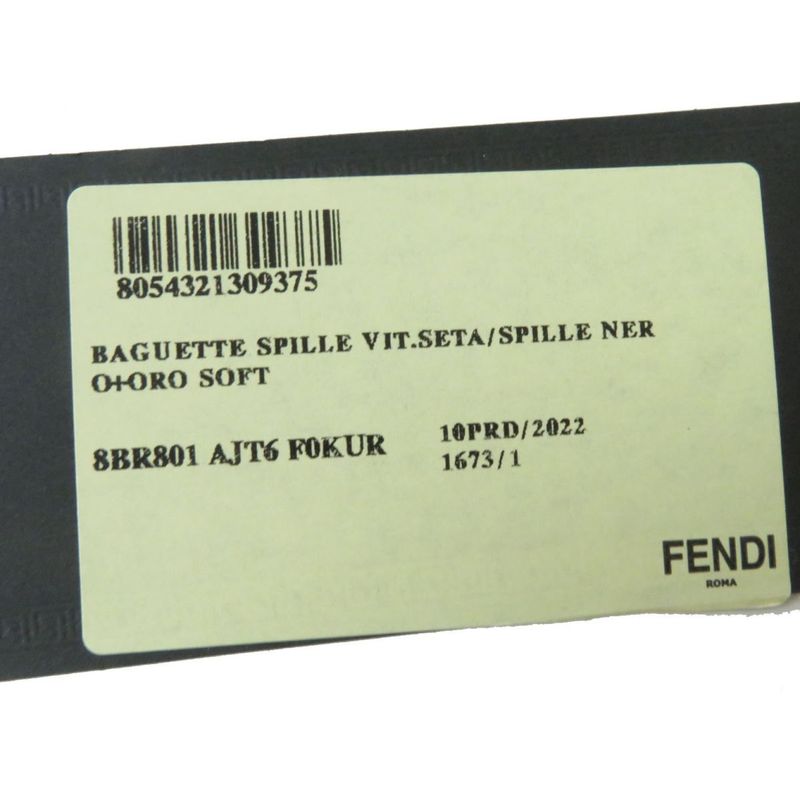 8054321309375
BAGUETTE SPILLE VIT.SETA/SPILLE NER
O+ORO SOFT
8BR801 AJT6 F0KUR
10PRD/2022
1673/1
FENDI
ROMA